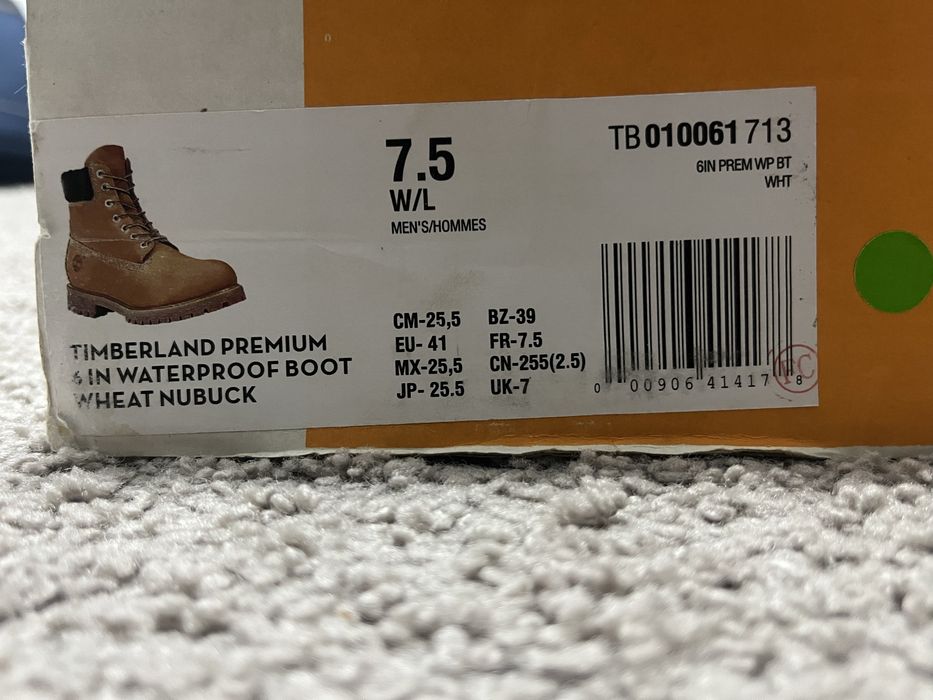 7.5
W/L
MEN'S/HOMMES
TB010061 713
6IN PREM WP BT
WHT
TIMBERLAND PREMIUM
6 IN WATERPROOF BOOT
WHEAT NUBUCK
CM-25,5 BZ-39
EU- 41 FR-7.5
MX-25,5 CN-255(2.5)
JP- 25.5 UK-7
0 00906 41417 8